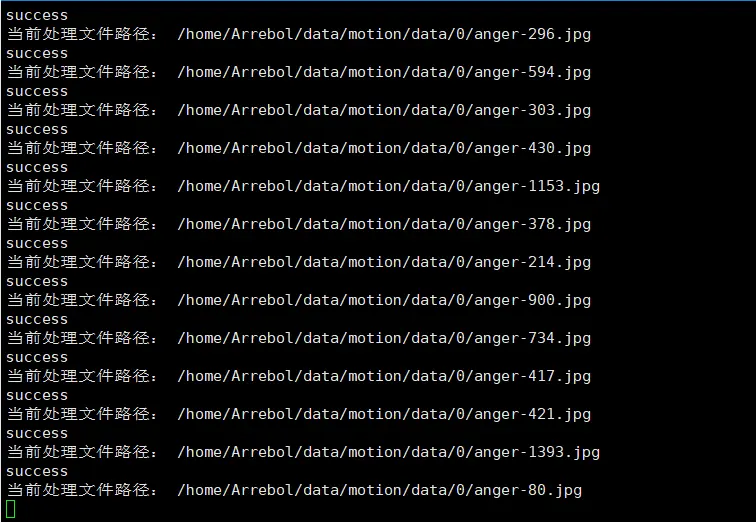 success
当前处理文件路径： /home/Arrebol/data/motion/data/0/anger-296.jpg
success
当前处理文件路径： /home/Arrebol/data/motion/data/0/anger-594.jpg
success
当前处理文件路径： /home/Arrebol/data/motion/data/0/anger-303.jpg
success
当前处理文件路径： /home/Arrebol/data/motion/data/0/anger-430.jpg
success
当前处理文件路径： /home/Arrebol/data/motion/data/0/anger-1153.jpg
success
当前处理文件路径： /home/Arrebol/data/motion/data/0/anger-378.jpg
success
当前处理文件路径： /home/Arrebol/data/motion/data/0/anger-214.jpg
success
当前处理文件路径： /home/Arrebol/data/motion/data/0/anger-900.jpg
success
当前处理文件路径： /home/Arrebol/data/motion/data/0/anger-734.jpg
success
当前处理文件路径： /home/Arrebol/data/motion/data/0/anger-417.jpg
success
当前处理文件路径： /home/Arrebol/data/motion/data/0/anger-421.jpg
success
当前处理文件路径： /home/Arrebol/data/motion/data/0/anger-1393.jpg
success
当前处理文件路径： /home/Arrebol/data/motion/data/0/anger-80.jpg